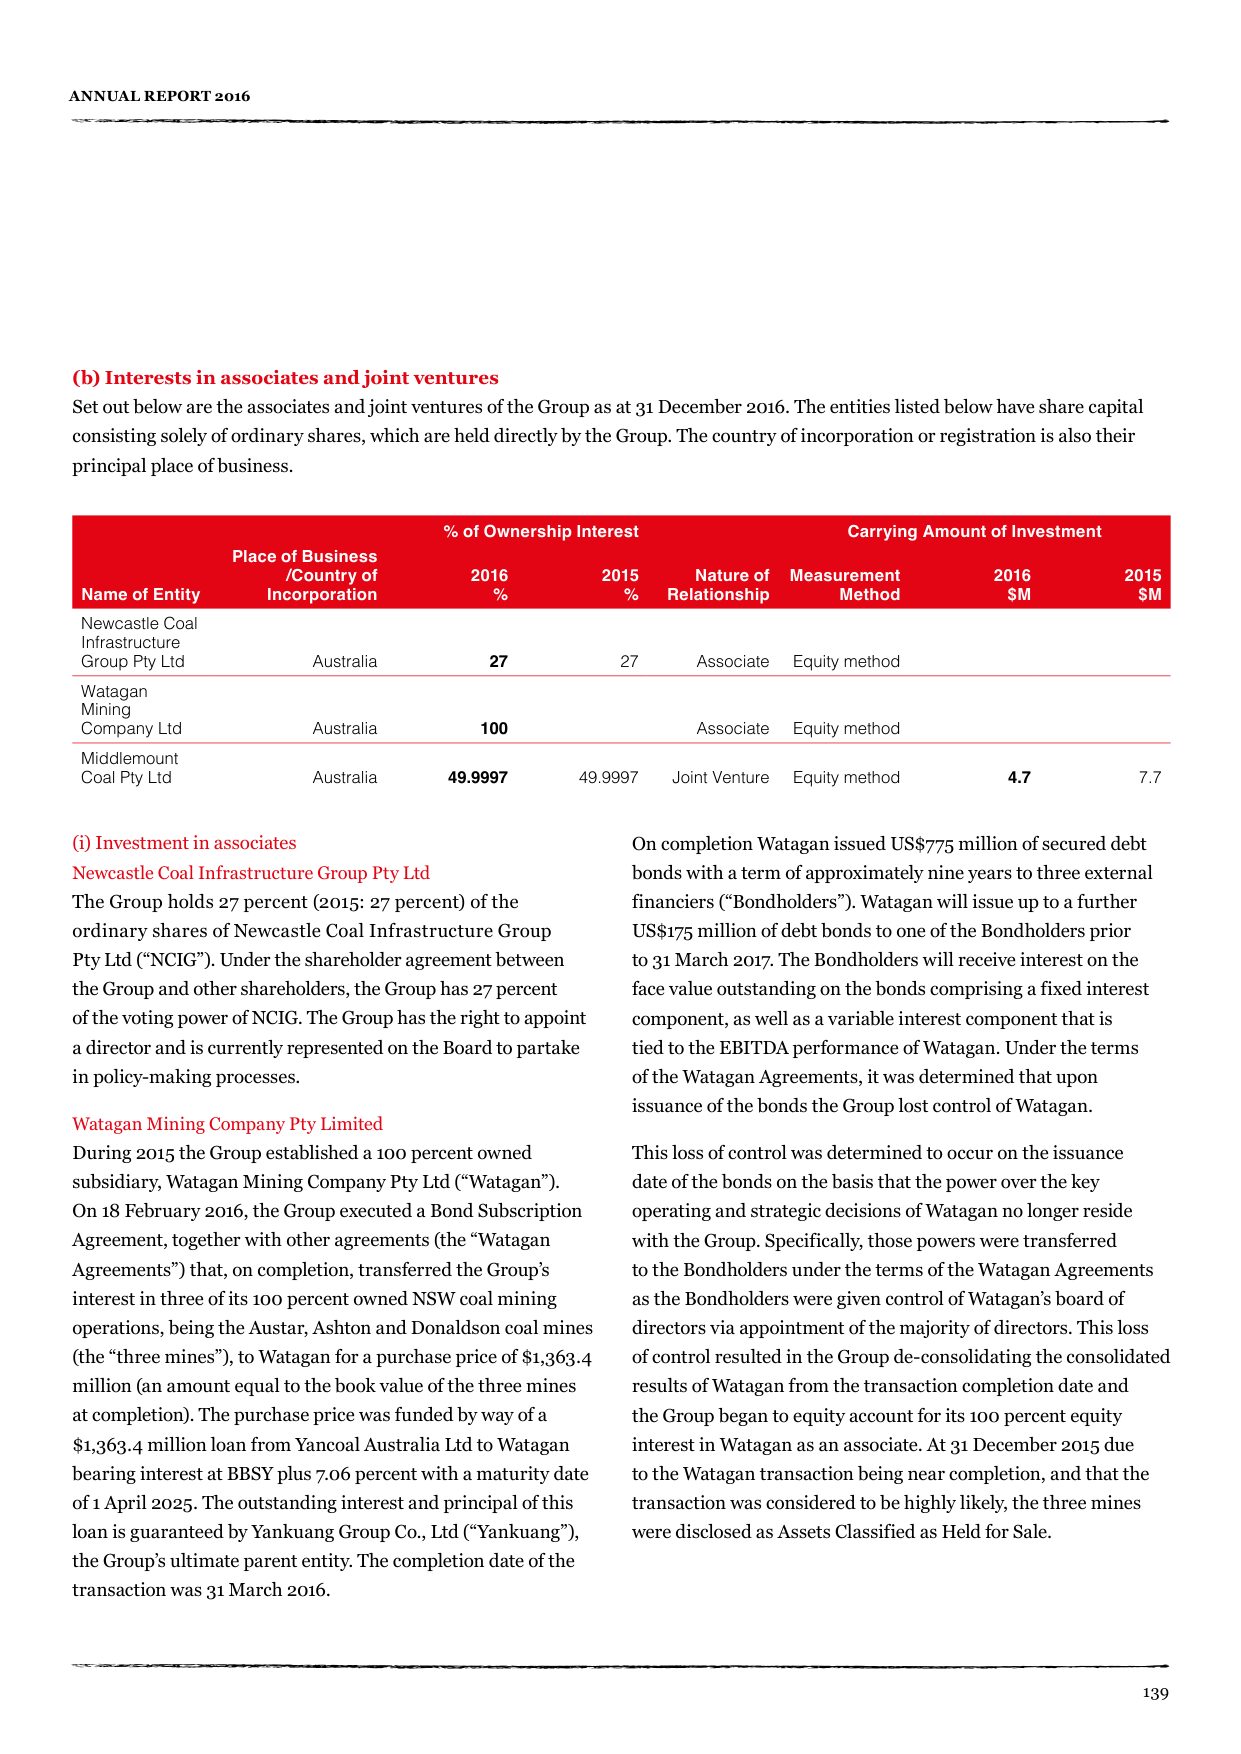 ANNUAL REPORT 2016
(b) Interests in associates and joint ventures
Set out below are the associates and joint ventures of the Group as at 31 December 2016. The entities listed below have share capital
consisting solely of ordinary shares, which are held directly by the Group. The country of incorporation or registration is also their
principal place of business.
% of Ownership Interest Carrying Amount of Investment
Place of Business
/Country of 2016 2015 Nature of Measurement 2016 2015
Name of Entity Incorporation % % Relationship Method $M $M
Newcastle Coal
Infrastructure
Group Pty Ltd Australia 27 27 Associate Equity method
Watagan
Mining
Company Ltd Australia 100 Associate Equity method
Middlemount
Coal Pty Ltd Australia 49.9997 49.9997 Joint Venture Equity method 4.7 7.7
(i) Investment in associates
Newcastle Coal Infrastructure Group Pty Ltd
The Group holds 27 percent (2015: 27 percent) of the
ordinary shares of Newcastle Coal Infrastructure Group
Pty Ltd (“NCIG”). Under the shareholder agreement between
the Group and other shareholders, the Group has 27 percent
of the voting power of NCIG. The Group has the right to appoint
a director and is currently represented on the Board to partake
in policy-making processes.
Watagan Mining Company Pty Limited
During 2015 the Group established a 100 percent owned
subsidiary, Watagan Mining Company Pty Ltd (“Watagan”).
On 18 February 2016, the Group executed a Bond Subscription
Agreement, together with other agreements (the “Watagan
Agreements”) that, on completion, transferred the Group’s
interest in three of its 100 percent owned NSW coal mining
operations, being the Austar, Ashton and Donaldson coal mines
(the “three mines”), to Watagan for a purchase price of $1,363.4
million (an amount equal to the book value of the three mines
at completion). The purchase price was funded by way of a
$1,363.4 million loan from Yancoal Australia Ltd to Watagan
bearing interest at BBSY plus 7.06 percent with a maturity date
of 1 April 2025. The outstanding interest and principal of this
loan is guaranteed by Yankuang Group Co., Ltd (“Yankuang”),
the Group’s ultimate parent entity. The completion date of the
transaction was 31 March 2016.
On completion Watagan issued US$775 million of secured debt
bonds with a term of approximately nine years to three external
financiers (“Bondholders”). Watagan will issue up to a further
US$175 million of debt bonds to one of the Bondholders prior
to 31 March 2017. The Bondholders will receive interest on the
face value outstanding on the bonds comprising a fixed interest
component, as well as a variable interest component that is
tied to the EBITDA performance of Watagan. Under the terms
of the Watagan Agreements, it was determined that upon
issuance of the bonds the Group lost control of Watagan.
This loss of control was determined to occur on the issuance
date of the bonds on the basis that the power over the key
operating and strategic decisions of Watagan no longer reside
with the Group. Specifically, those powers were transferred
to the Bondholders under the terms of the Watagan Agreements
as the Bondholders were given control of Watagan’s board of
directors via appointment of the majority of directors. This loss
of control resulted in the Group de-consolidating the consolidated
results of Watagan from the transaction completion date and
the Group began to equity account for its 100 percent equity
interest in Watagan as an associate. At 31 December 2015 due
to the Watagan transaction being near completion, and that the
transaction was considered to be highly likely, the three mines
were disclosed as Assets Classified as Held for Sale.
139